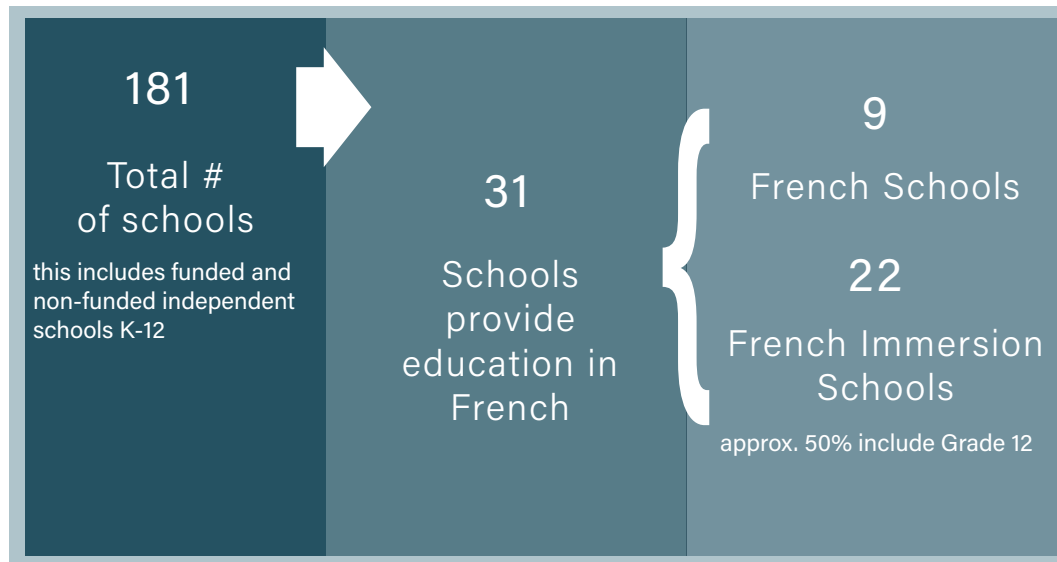 181
Total #
of schools
this includes funded and
non-funded independent
schools K-12
31
Schools
provide
education in
French
9
French Schools
22
French Immersion
Schools
approx. 50% include Grade 12